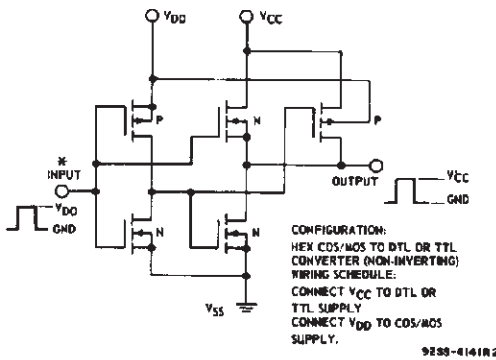 VDD
VCC
P
N
P
*
INPUT
OUTPUT
VDD
GND
VCC
GND
N
N
VSS
CONFIGURATION:
HEX COS/MOS TO DTL OR TTL
CONVERTER (NON-INVERTING)
WIRING SCHEDULE:
CONNECT VCC TO DTL OR
TTL SUPPLY
CONNECT VDD TO COS/MOS
SUPPLY.
92SS-4141R2